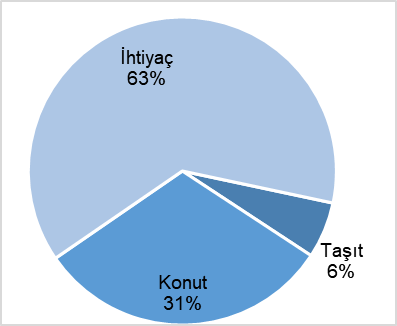 İhtiyaç
63%
Taşıt
6%
Konut
31%